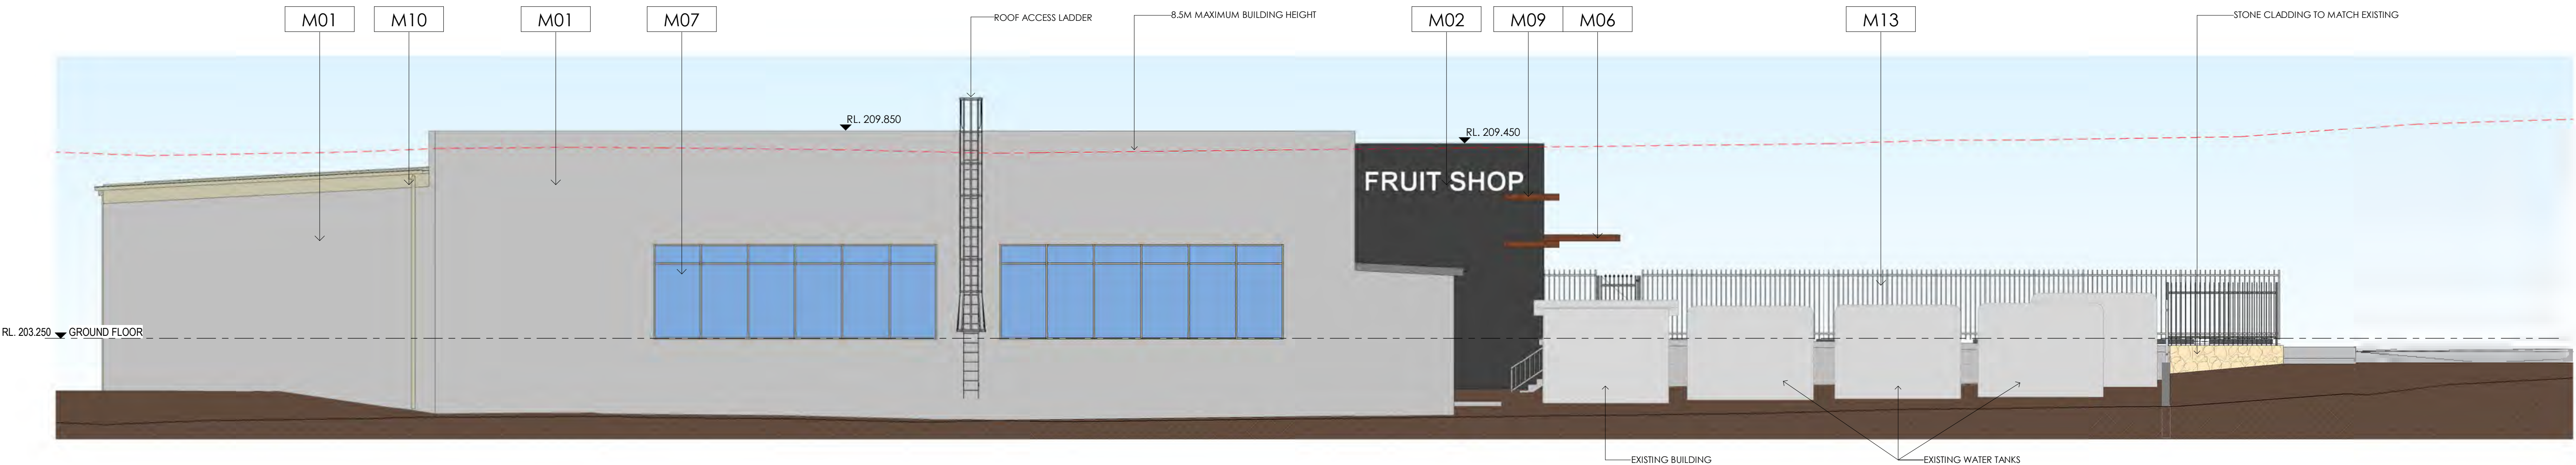 M01
M10
M01
M07
ROOF ACCESS LADDER
8.5M MAXIMUM BUILDING HEIGHT
M02
M09
M06
M13
STONE CLADDING TO MATCH EXISTING
RL. 209.850
RL. 209.450
FRUIT SHOP
RL. 203.250 GROUND FLOOR
EXISTING BUILDING
EXISTING WATER TANKS